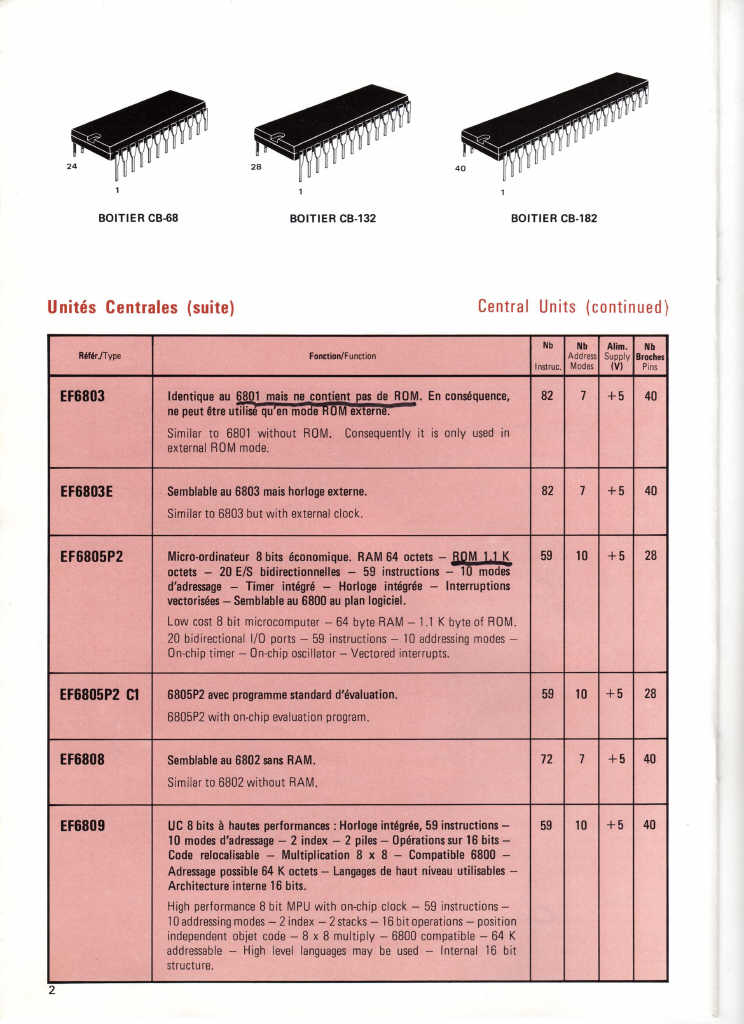 24
1
28
1
40
1
BOITIER CB-68
BOITIER CB-132
BOITIER CB-182
Unités Centrales (suite)
Central Units (continued)
Référ./Type
Fonction/Function
Nb
Instruc.
Nb
Address
Modes
Alim.
Supply
(V)
Nb
Broches
Pins
EF6803
Identique au 6801 mais ne contient pas de ROM. En conséquence,
ne peut être utilisé qu'en mode ROM externe.
Similar to 6801 without ROM. Consequently it is only used in
external ROM mode.
82
7
+5
40
EF6803E
Semblable au 6803 mais horloge externe.
Similar to 6803 but with external clock.
82
7
+5
40
EF6805P2
Micro-ordinateur 8 bits économique. RAM 64 octets – ROM 1.1 K
octets – 20 E/S bidirectionnelles – 59 instructions – 10 modes
d'adressage – Timer intégré – Horloge intégrée – Interruptions
vectorisées – Semblable au 6800 au plan logiciel.
Low cost 8 bit microcomputer – 64 byte RAM – 1.1 K byte of ROM.
20 bidirectional I/O ports – 59 instructions – 10 addressing modes –
On-chip timer – On-chip oscillator – Vectored interrupts.
59
10
+5
28
EF6805P2 C1
6805P2 avec programme standard d'évaluation.
6805P2 with on-chip evaluation program.
59
10
+5
28
EF6808
Semblable au 6802 sans RAM.
Similar to 6802 without RAM.
72
7
+5
40
EF6809
UC 8 bits à hautes performances : Horloge intégrée, 59 instructions –
10 modes d'adressage – 2 index – 2 piles – Opérations sur 16 bits –
Code relocalisable – Multiplication 8 x 8 – Compatible 6800 –
Adressage possible 64 K octets – Langages de haut niveau utilisables –
Architecture interne 16 bits.
High performance 8 bit MPU with on-chip clock – 59 instructions –
10 addressing modes – 2 index – 2 stacks – 16 bit operations – position
independent objet code – 8 x 8 multiply – 6800 compatible – 64 K
addressable – High level languages may be used – Internal 16 bit
structure.
59
10
+5
40
2